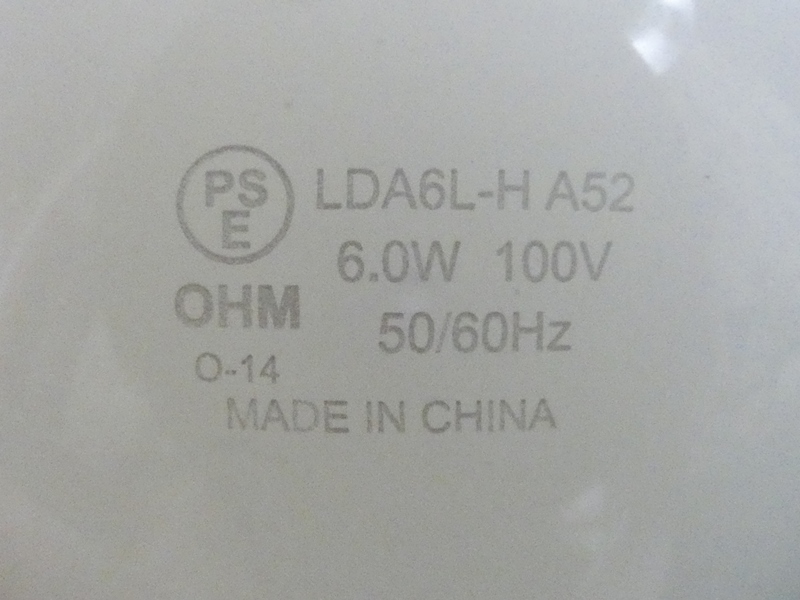 PS
E
LDA6L-H A52
6.0W 100V
OHM
50/60Hz
O-14
MADE IN CHINA